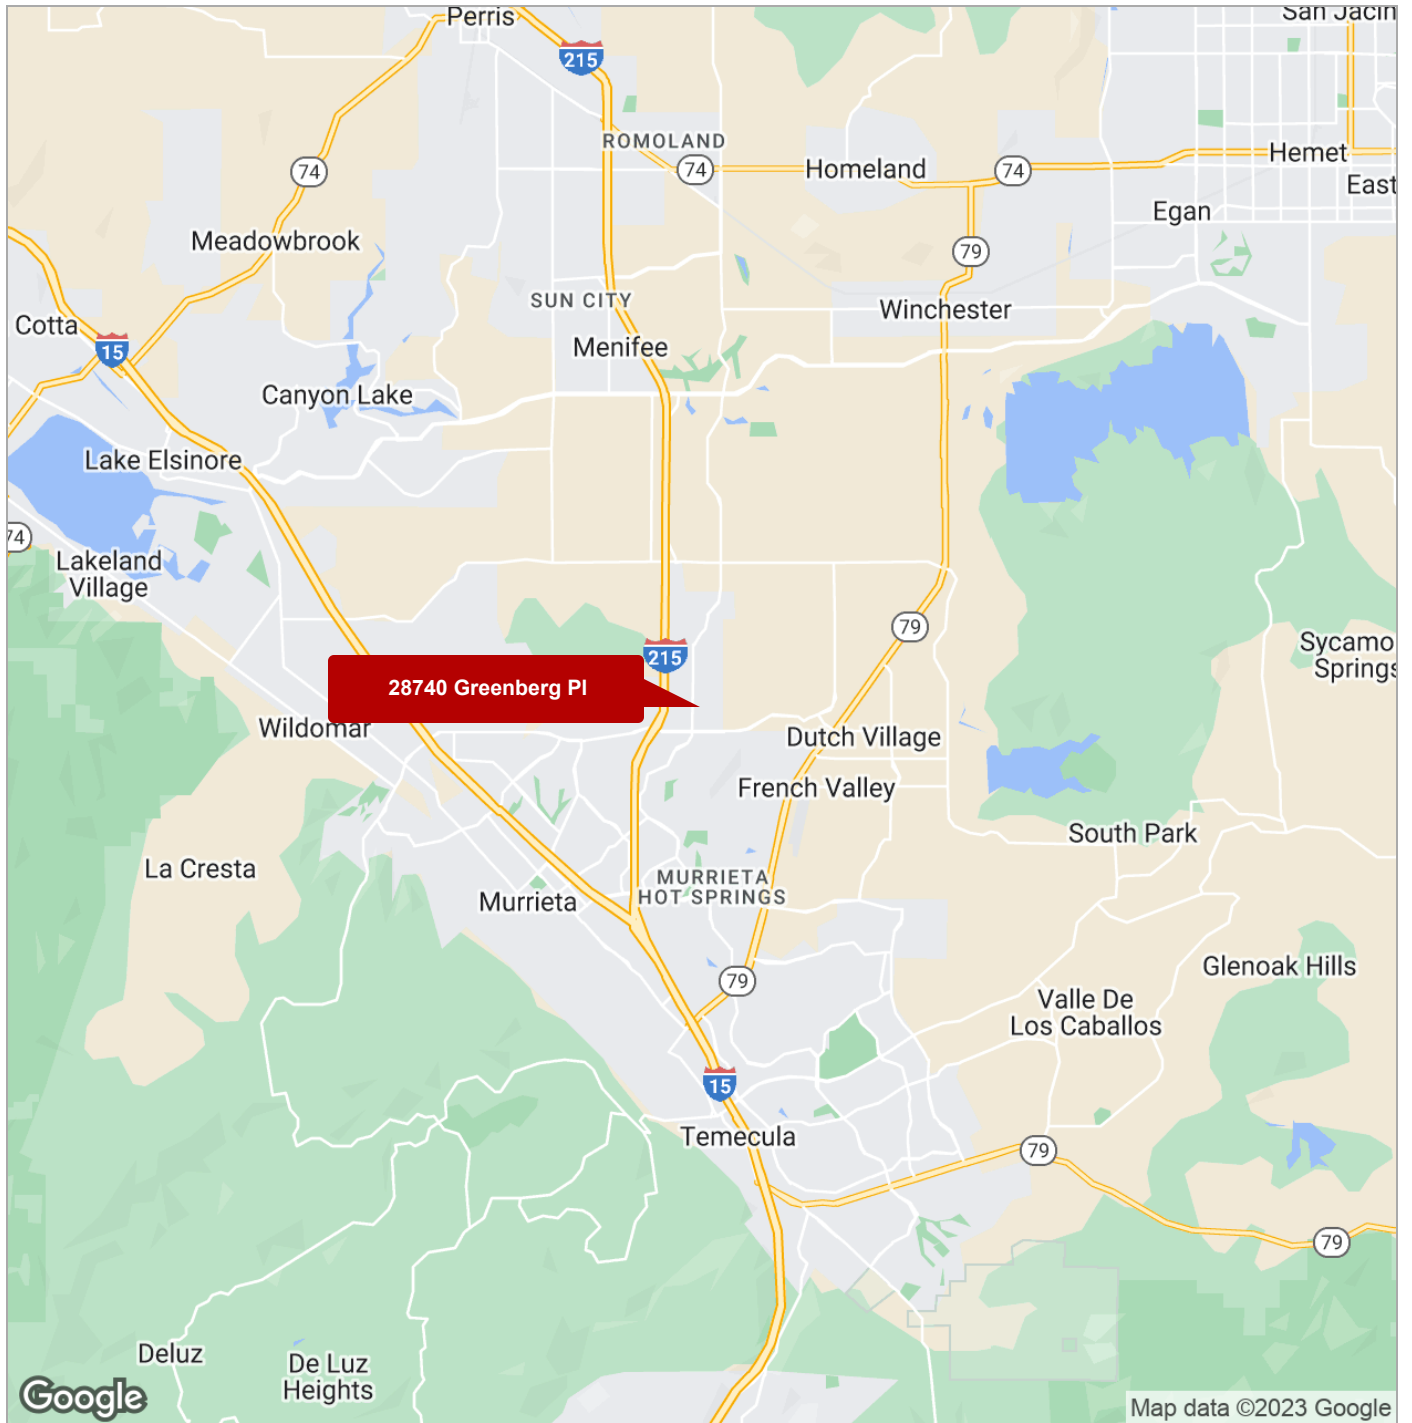 Perris
San Jacin
215
ROMOLAND
74
74
Homeland
74
Hemet
East
Egan
Meadowbrook
79
SUN CITY
Winchester
Cotta
15
Menifee
Canyon Lake
Lake Elsinore
74
Lakeland
Village
79
Sycamo
Springs
215
28740 Greenberg Pl
Wildomar
Dutch Village
French Valley
South Park
La Cresta
MURRIETA
HOT SPRINGS
Murrieta
Glenoak Hills
79
Valle De
Los Caballos
15
Temecula
79
79
Deluz
De Luz
Heights
Google
Map data ©2023 Google